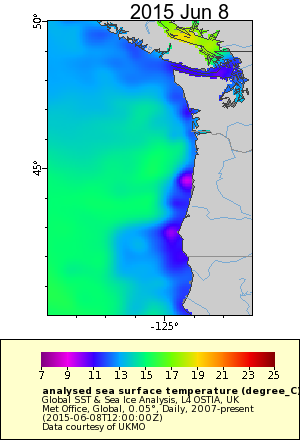 2015 Jun 8
50°
45°
-125°
7 9 11 13 15 17 19 21 23 25
analysed sea surface temperature (degree_C)
Global SST & Sea Ice Analysis, L4 OSTIA, UK
Met Office, Global, 0.05°, Daily, 2007-present
(2015-06-08T12:00:00Z)
Data courtesy of UKMO